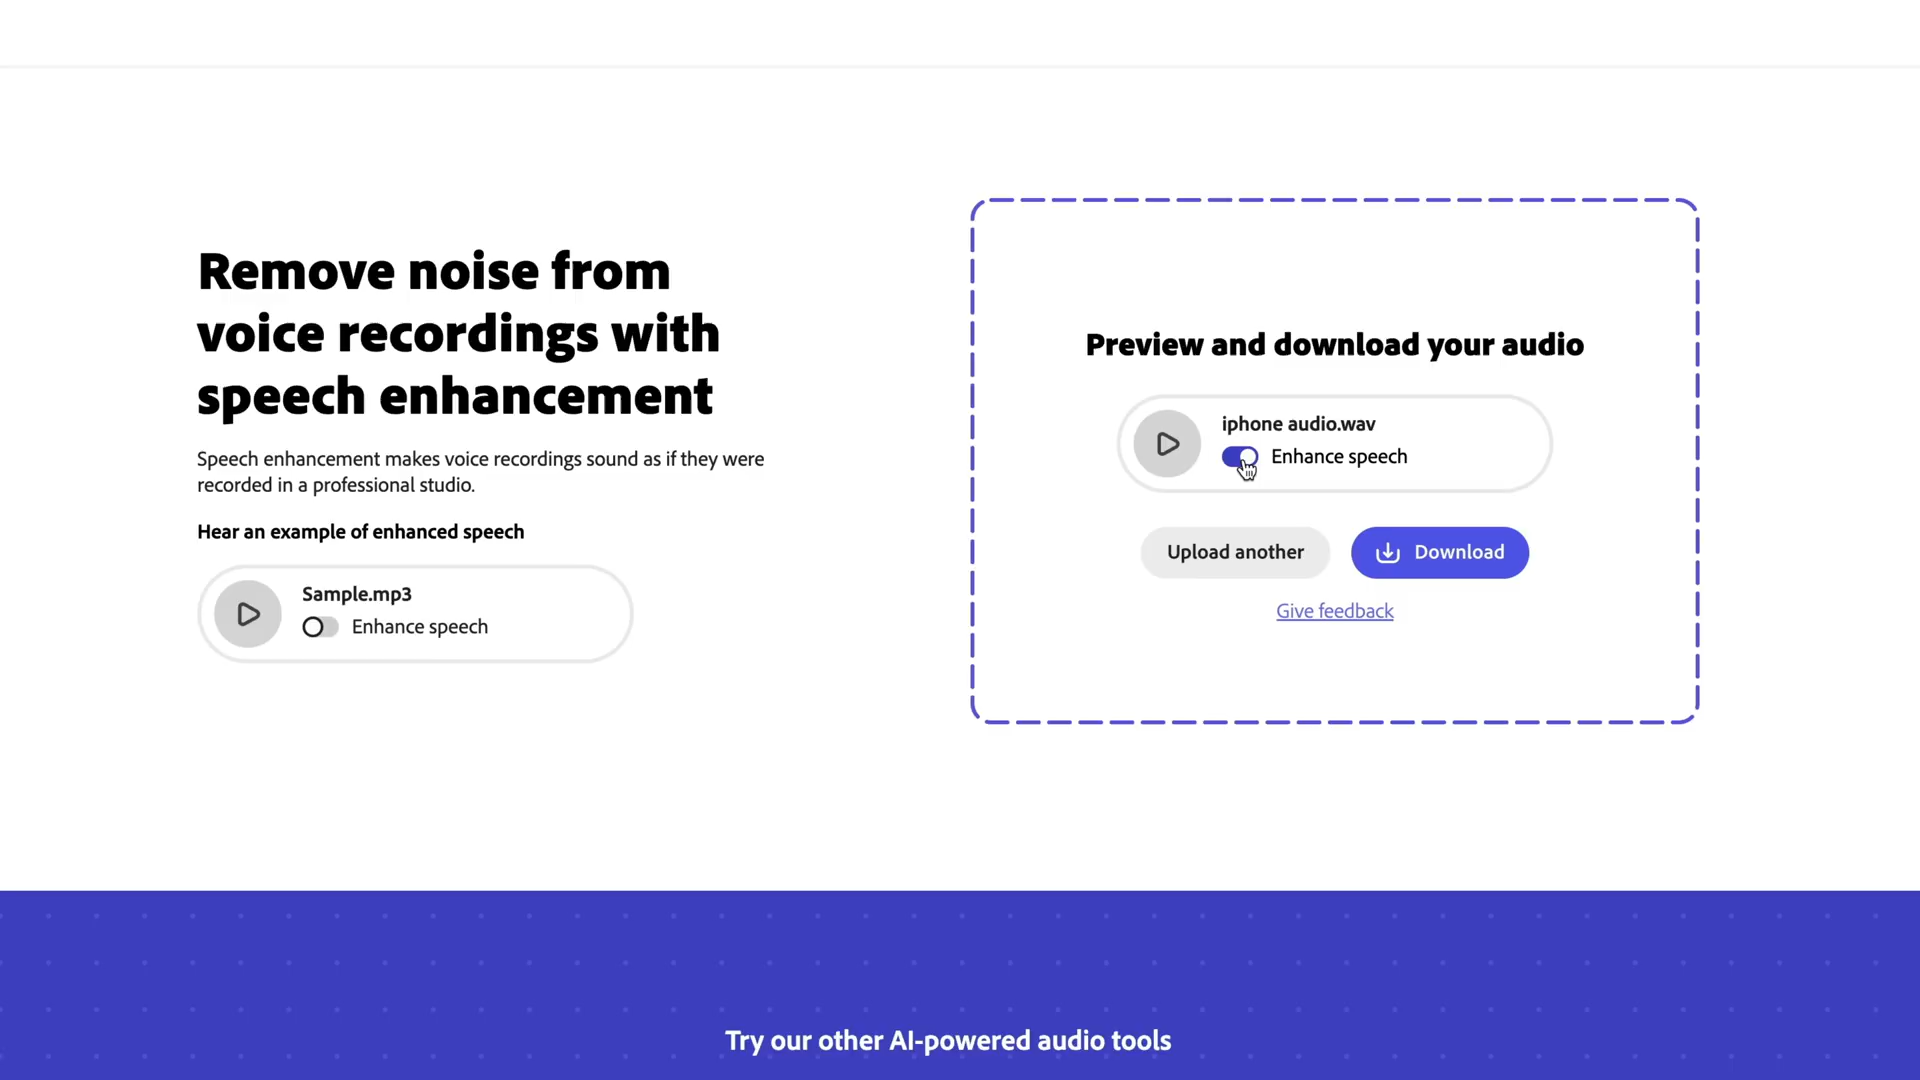 Remove noise from
voice recordings with
speech enhancement
Speech enhancement makes voice recordings sound as if they were
recorded in a professional studio.
Hear an example of enhanced speech
Sample.mp3
Enhance speech
Preview and download your audio
iphone audio.wav
Enhance speech
Upload another
Download
Give feedback
Try our other AI-powered audio tools